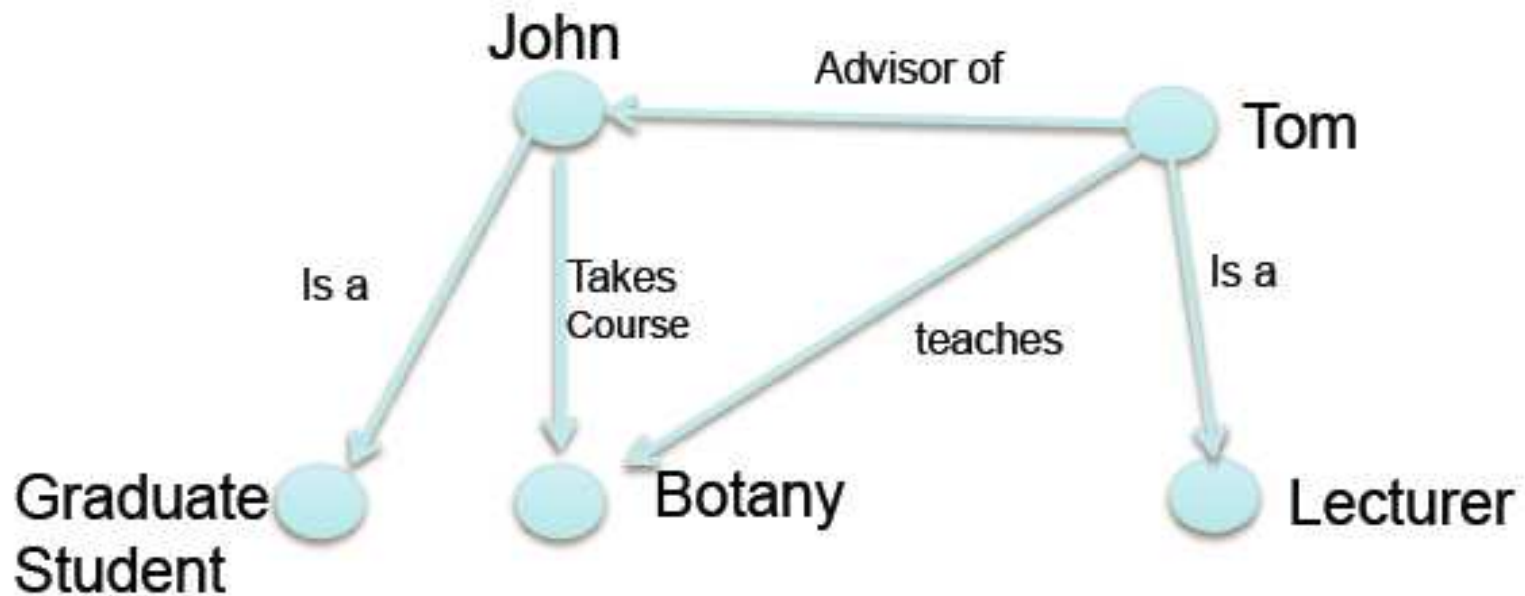 John
Advisor of
Tom
Is a
Takes
Course
Is a
teaches
Graduate
Student
Botany
Lecturer